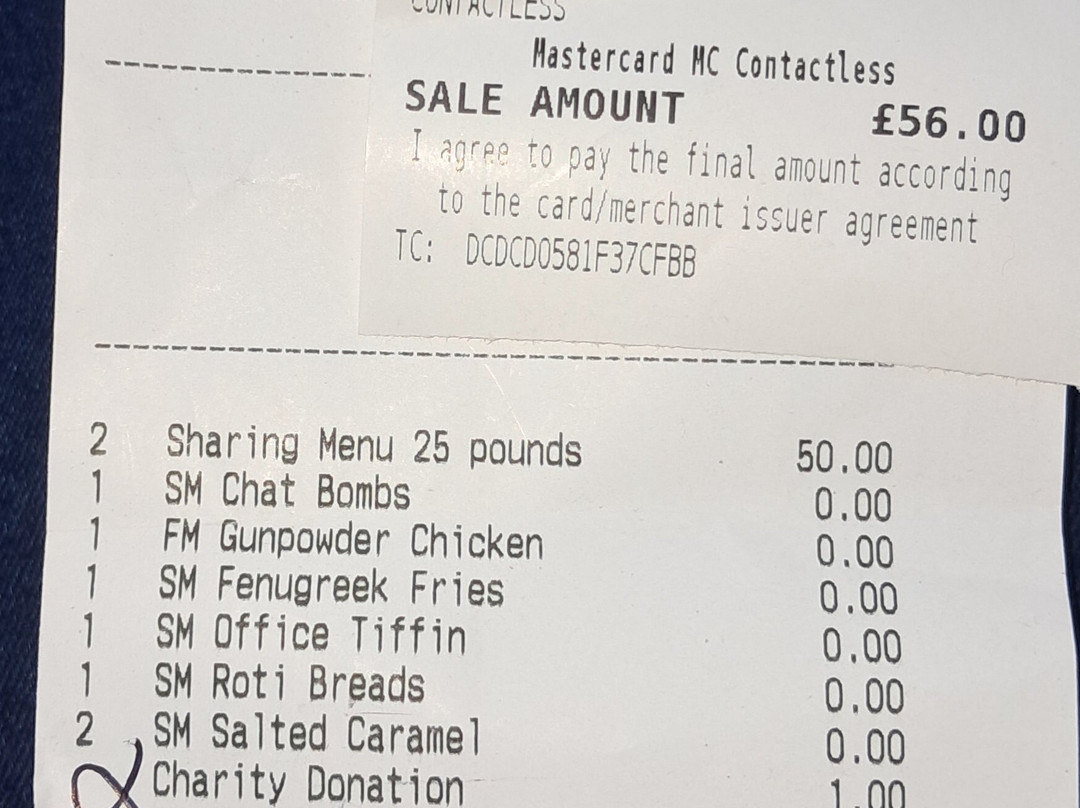 CONTACTLESS
Mastercard MC Contactless
SALE AMOUNT £56.00
I agree to pay the final amount according
to the card/merchant issuer agreement
TC: DCDCD0581F37CFBB
2 Sharing Menu 25 pounds 50.00
1 SM Chat Bombs 0.00
1 FM Gunpowder Chicken 0.00
1 SM Fenugreek Fries 0.00
1 SM Office Tiffin 0.00
1 SM Roti Breads 0.00
2 SM Salted Caramel 0.00
Charity Donation 1.00